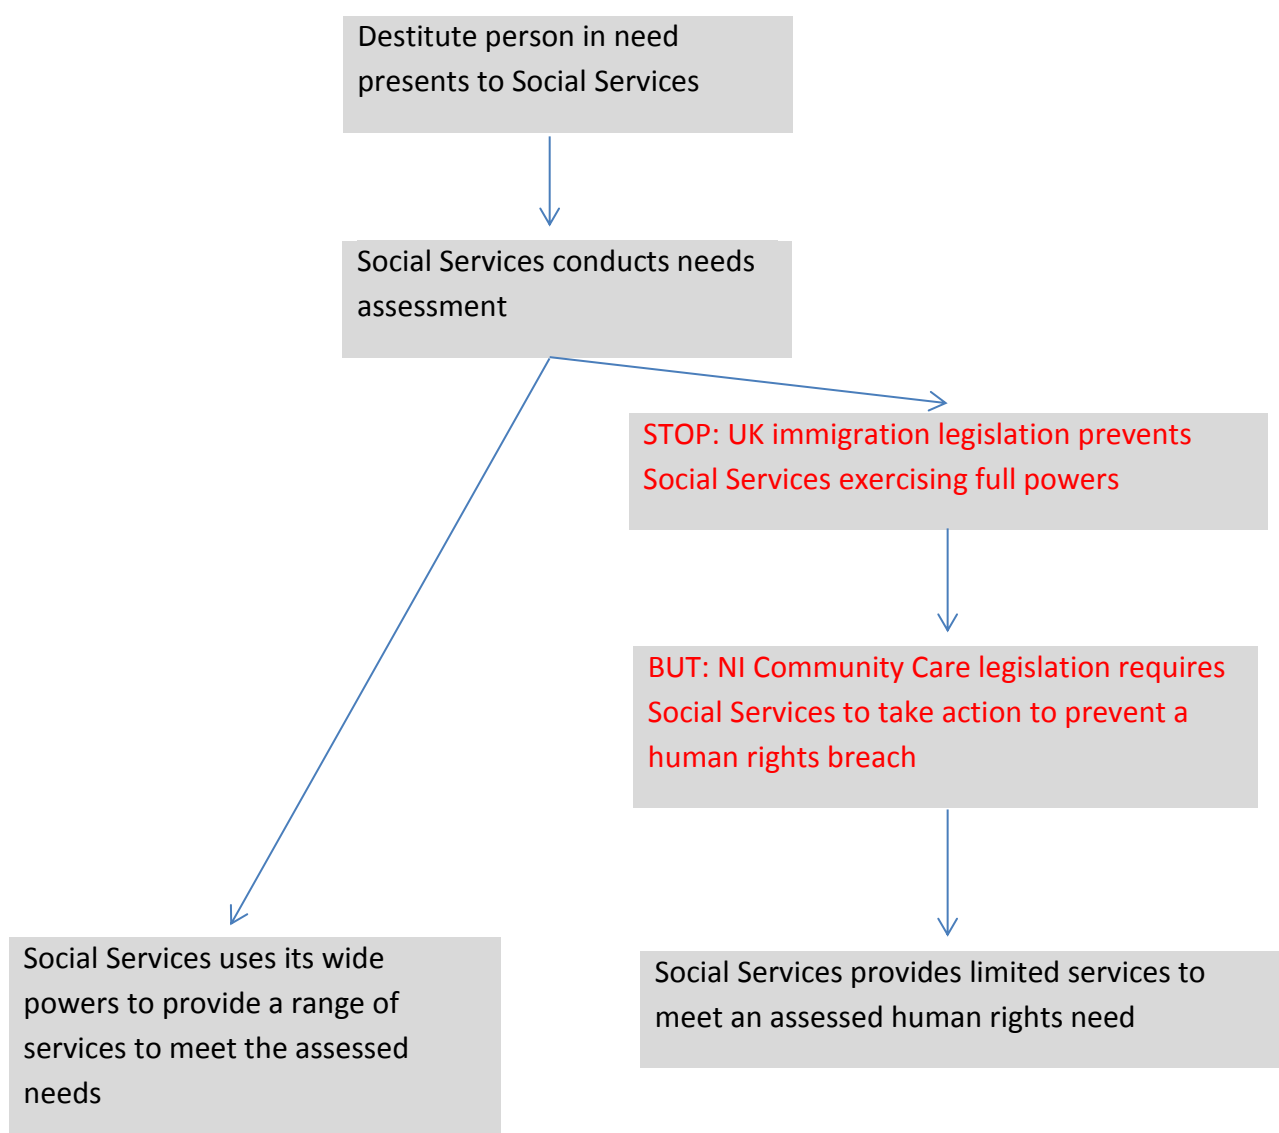 Destitute person in need
presents to Social Services
Social Services conducts needs
assessment
STOP: UK immigration legislation prevents
Social Services exercising full powers
BUT: NI Community Care legislation requires
Social Services to take action to prevent a
human rights breach
Social Services uses its wide
powers to provide a range of
services to meet the assessed
needs
Social Services provides limited services to
meet an assessed human rights need